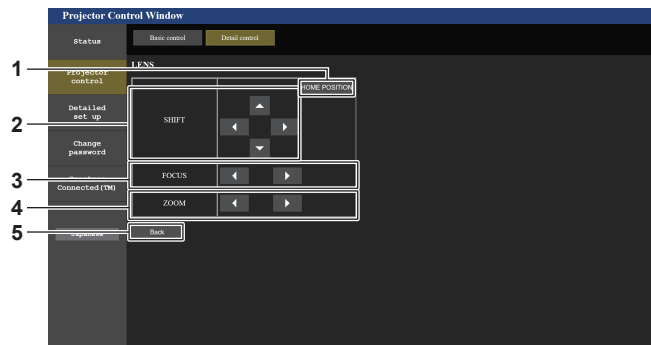 Projector Control Window
Status
Basic control
Detail control
LENS
1
Projector
control
HOME POSITION
Detailed
set up
2
SHIFT
Change
password
3
FOCUS
Connected(TM)
4
ZOOM
5
Back